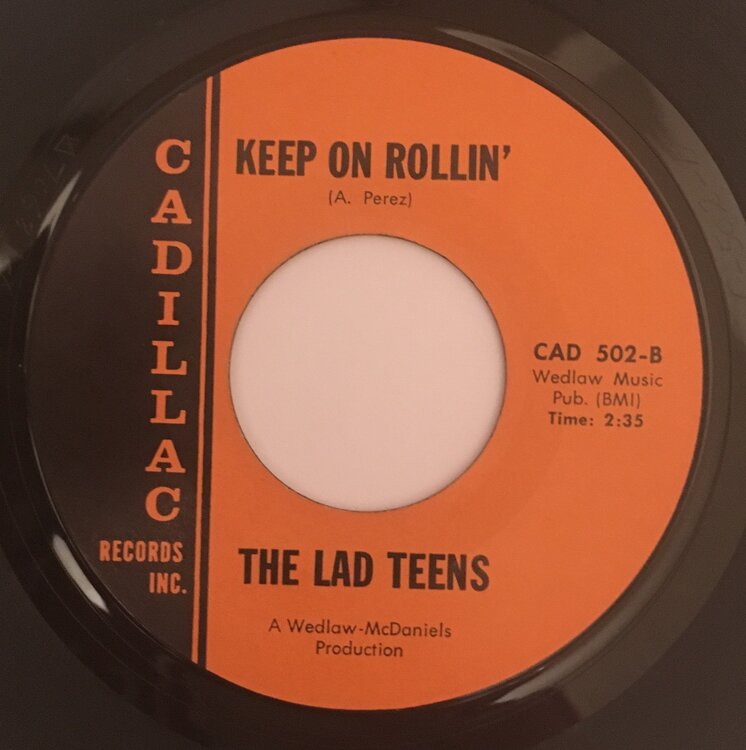 CADILLAC
RECORDS
INC.
KEEP ON ROLLIN'
(A. Perez)
CAD 502-B
Wedlaw Music
Pub. (BMI)
Time: 2:35
THE LAD TEENS
A Wedlaw-McDaniels
Production